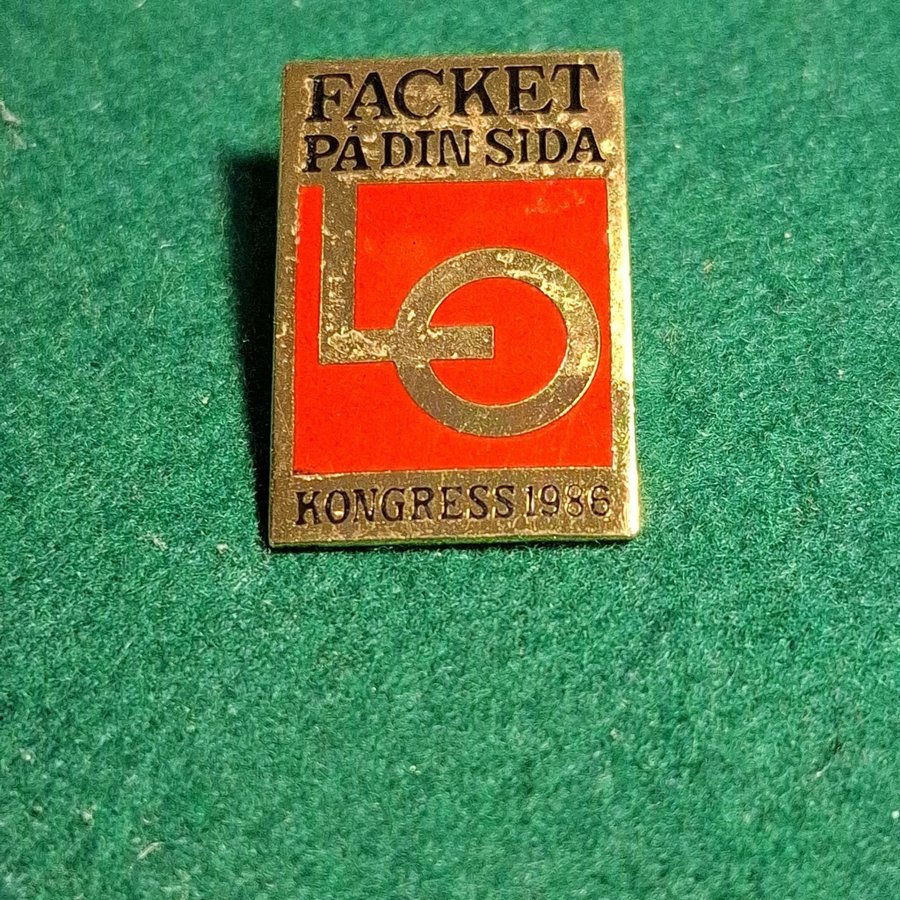 FACKET
PÅ DIN SIDA
LO
KONGRESS 1986